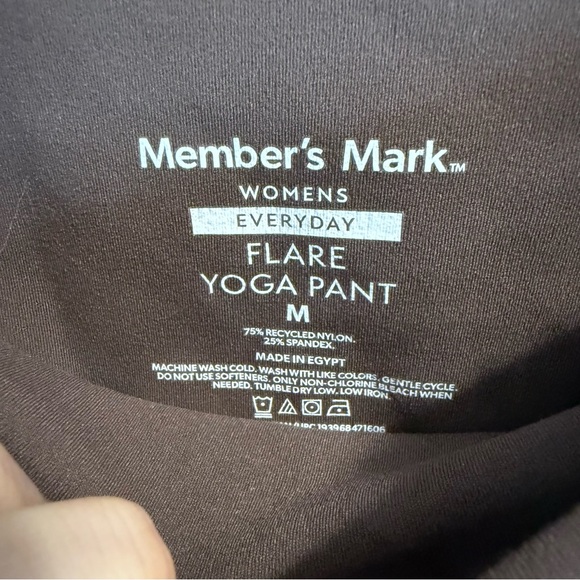 Member's Mark™
WOMENS
EVERYDAY
FLARE
YOGA PANT
M
75% RECYCLED NYLON.
25% SPANDEX.
MADE IN EGYPT
MACHINE WASH COLD. WASH WITH LIKE COLORS. GENTLE CYCLE.
DO NOT USE SOFTENERS. ONLY NON-CHLORINE BLEACH WHEN
NEEDED. TUMBLE DRY LOW. LOW IRON.
193968471606